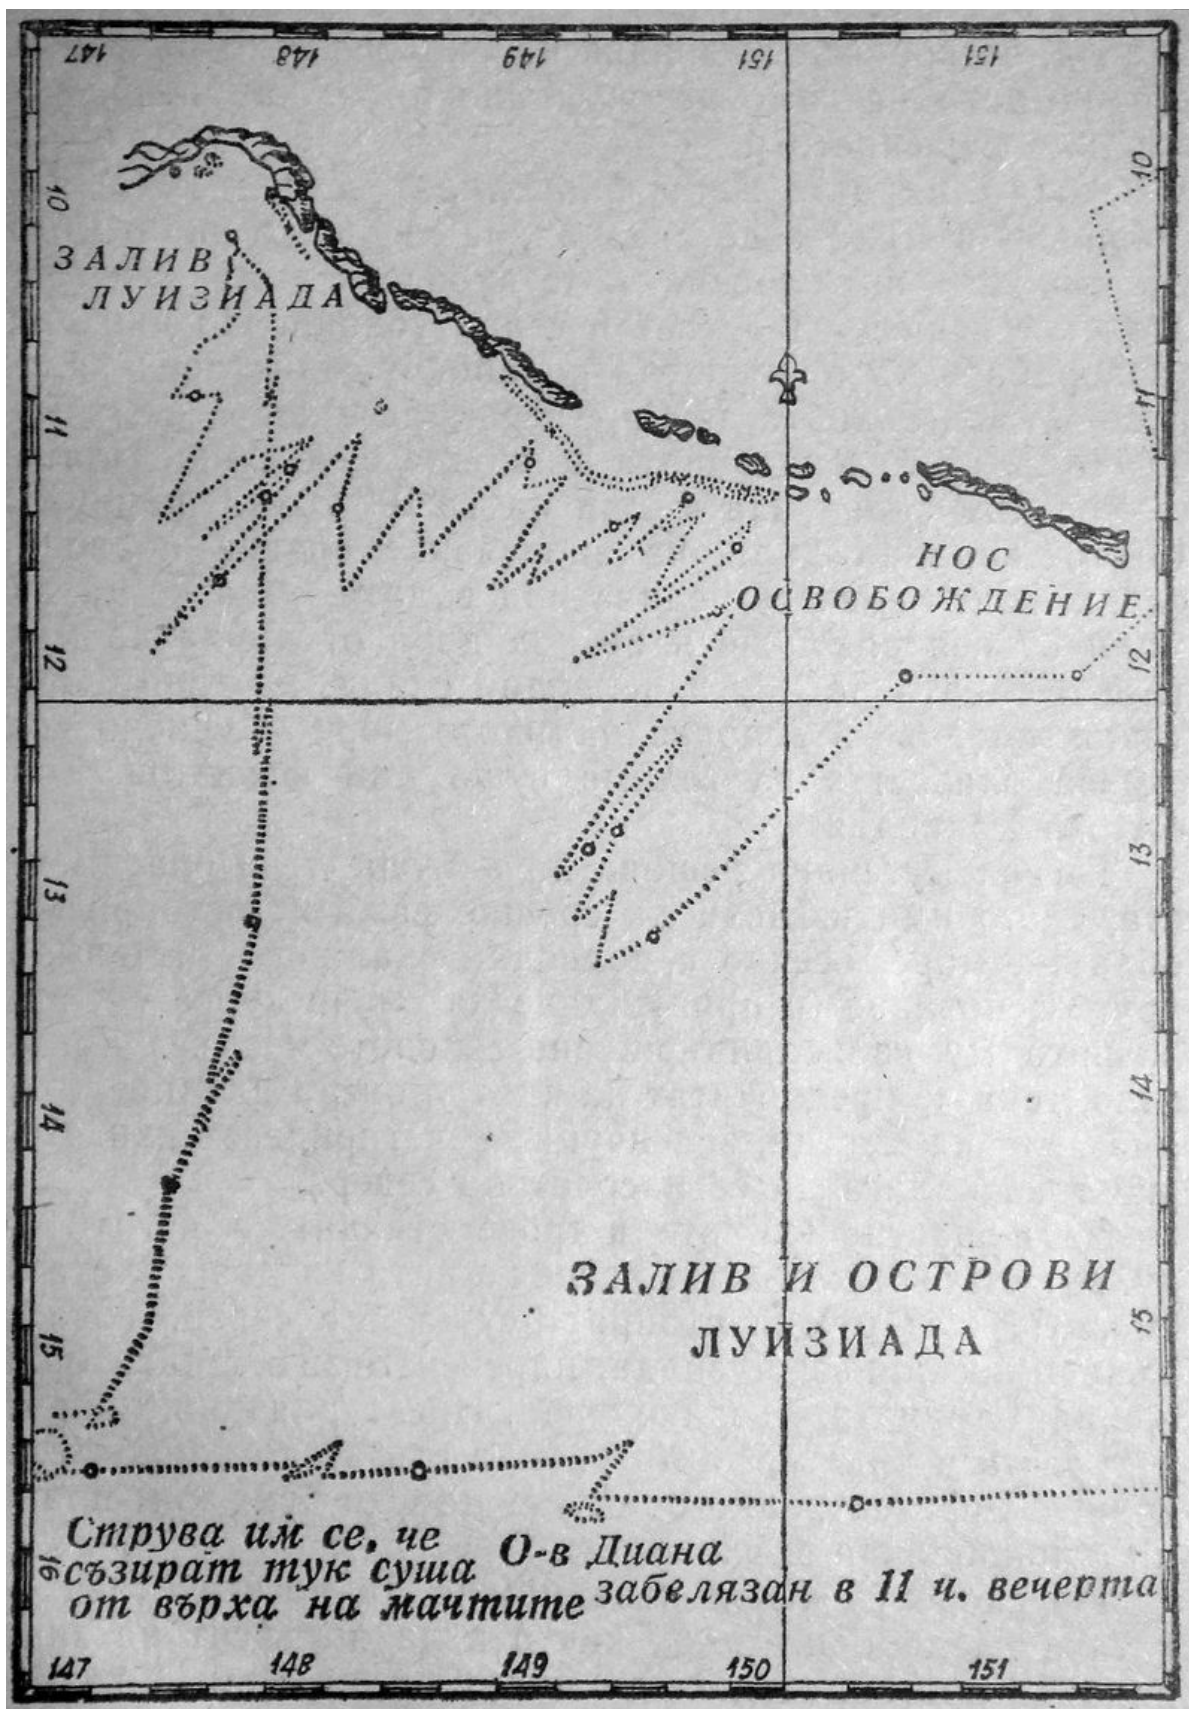 147 148 149 151 151
10
10
ЗАЛИВ
ЛУИЗИАДА
11
11
НОС
ОСВОБОЖДЕНИЕ
12
12
13
13
14
14
ЗАЛИВ И ОСТРОВИ
ЛУИЗИАДА
15
15
Струва им се, че
съзират тук суша
от върха на мачтите
О-в Диана
забелязан в 11 ч. вечерта
16
147 148 149 150 151